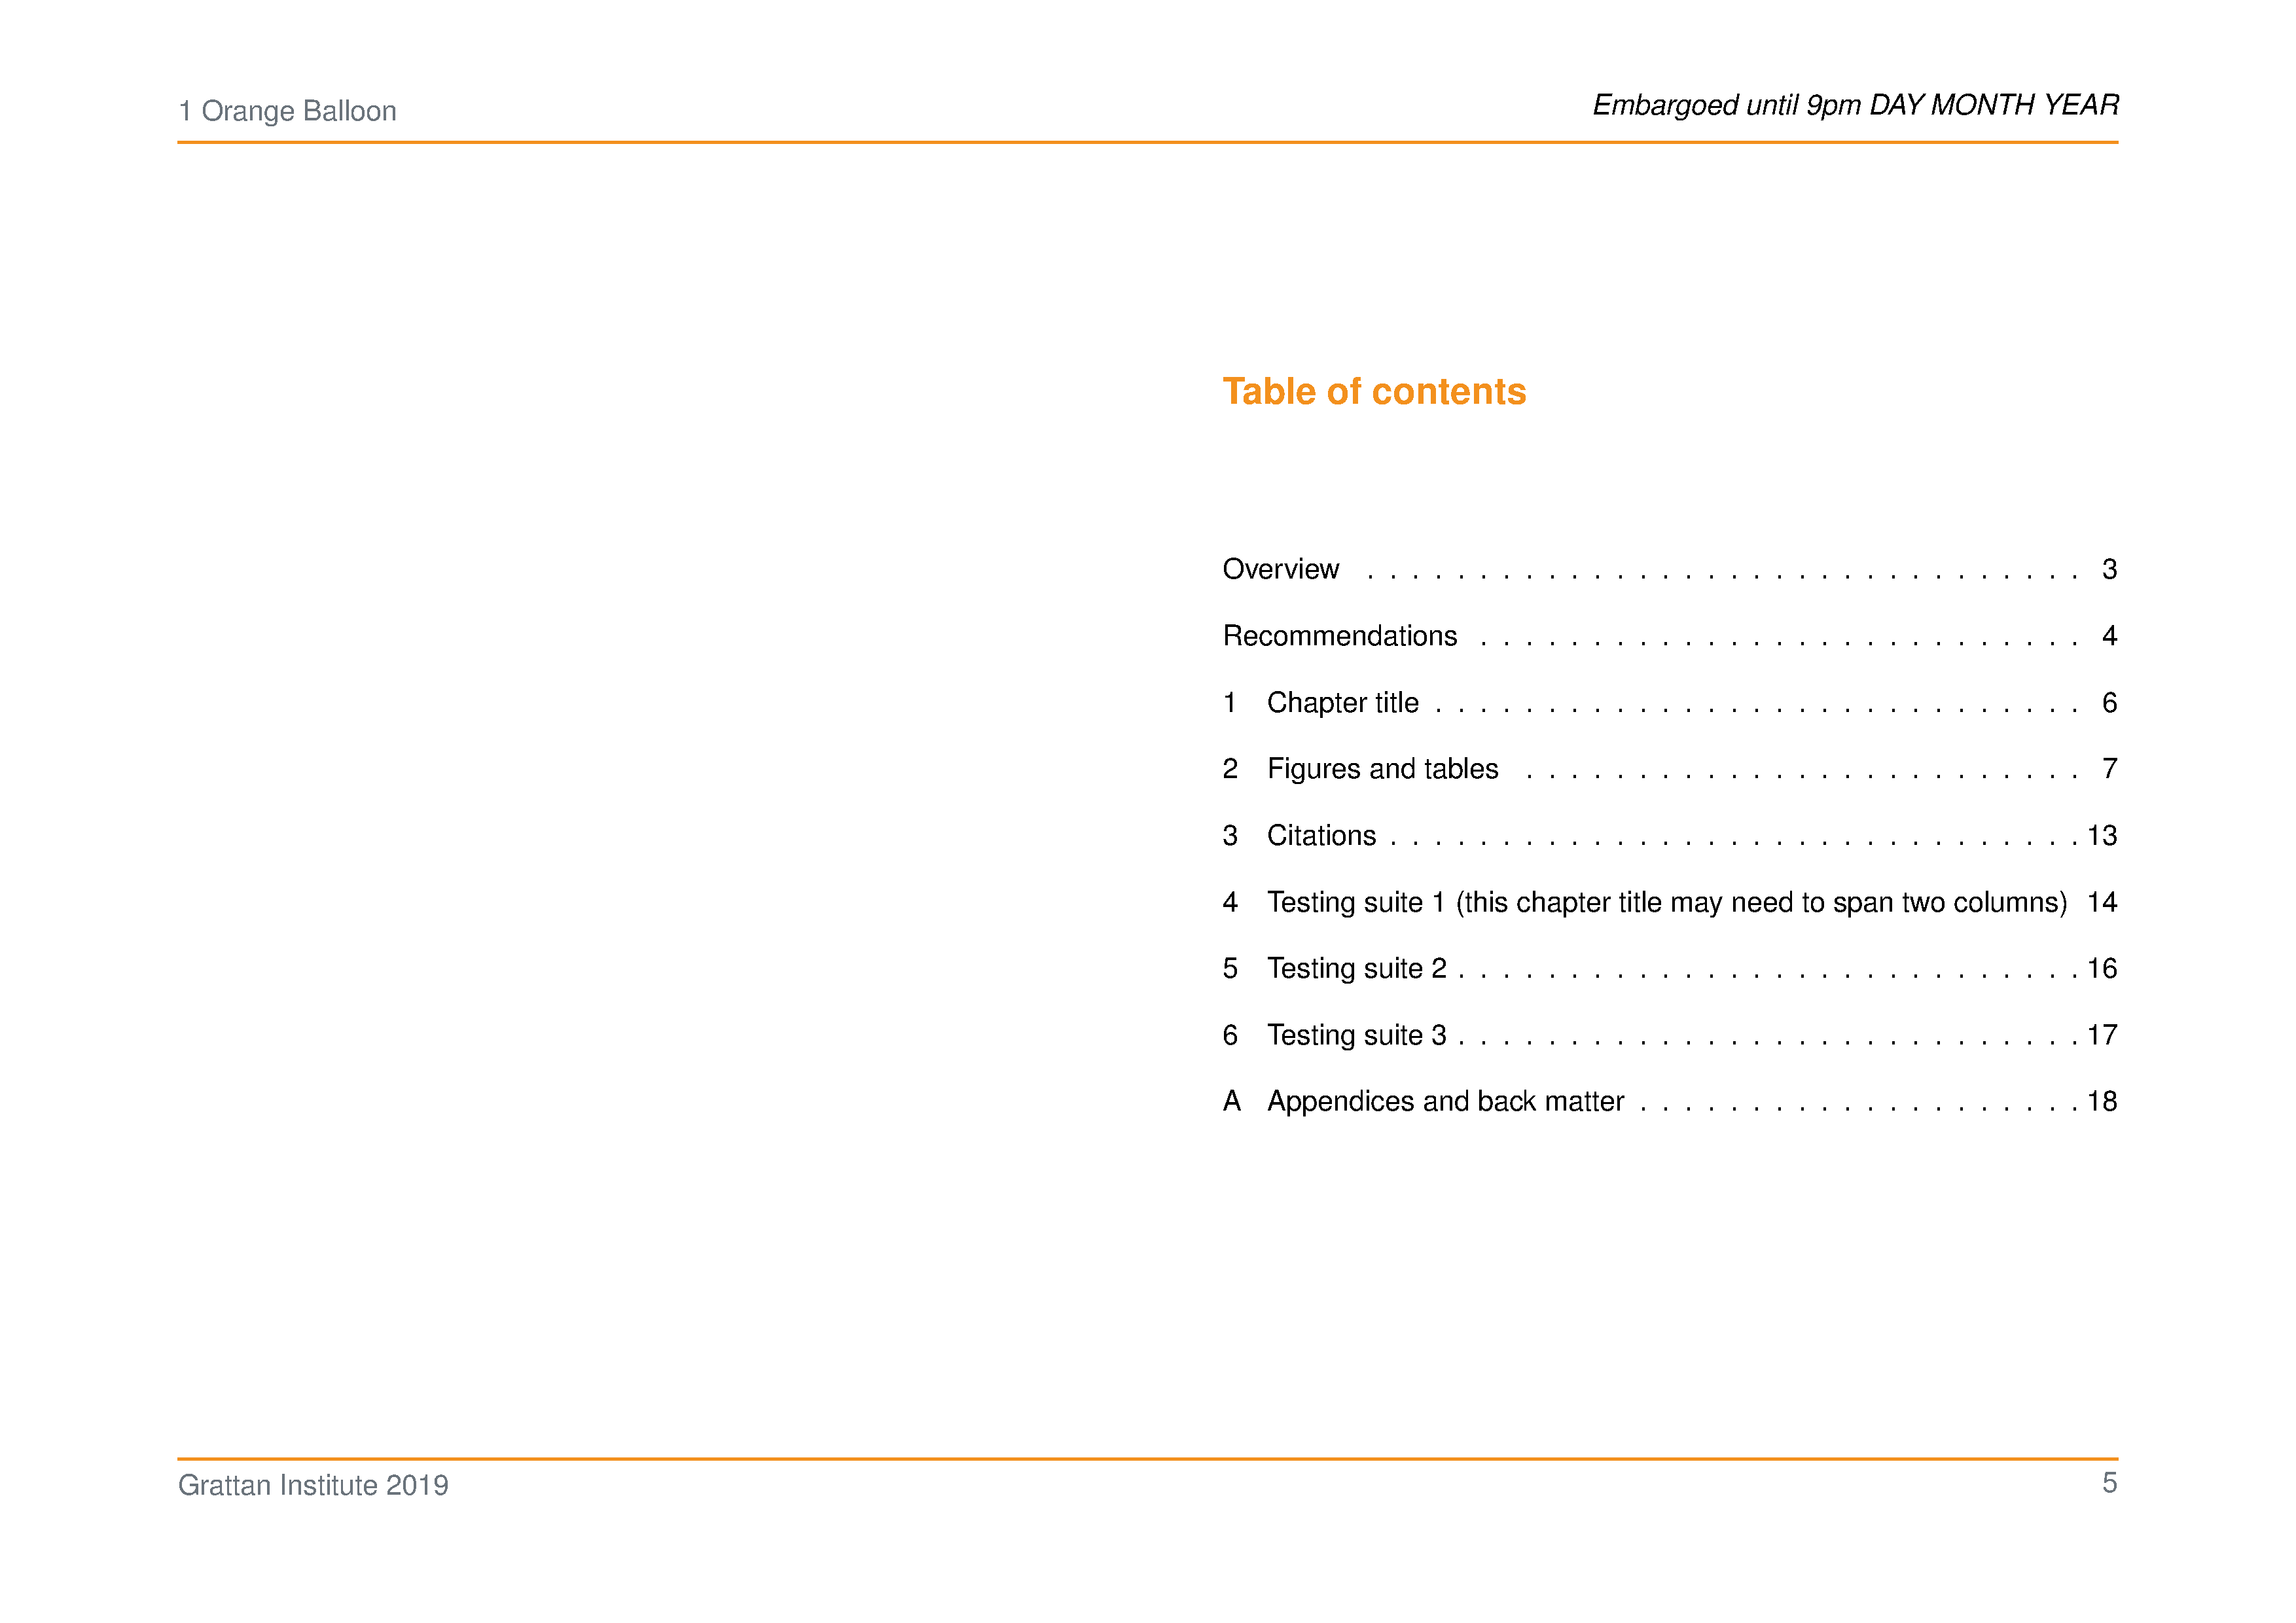 1 Orange Balloon
Embargoed until 9pm DAY MONTH YEAR
Table of contents
Overview . . . . . . . . . . . . . . . . . . . . . . . . . . . . . . . . 3
Recommendations . . . . . . . . . . . . . . . . . . . . . . . . . . . 4
1 Chapter title . . . . . . . . . . . . . . . . . . . . . . . . . . . . . 6
2 Figures and tables . . . . . . . . . . . . . . . . . . . . . . . . . 7
3 Citations . . . . . . . . . . . . . . . . . . . . . . . . . . . . . . . 13
4 Testing suite 1 (this chapter title may need to span two columns) 14
5 Testing suite 2 . . . . . . . . . . . . . . . . . . . . . . . . . . . . 16
6 Testing suite 3 . . . . . . . . . . . . . . . . . . . . . . . . . . . . 17
A Appendices and back matter . . . . . . . . . . . . . . . . . . . . 18
Grattan Institute 2019
5